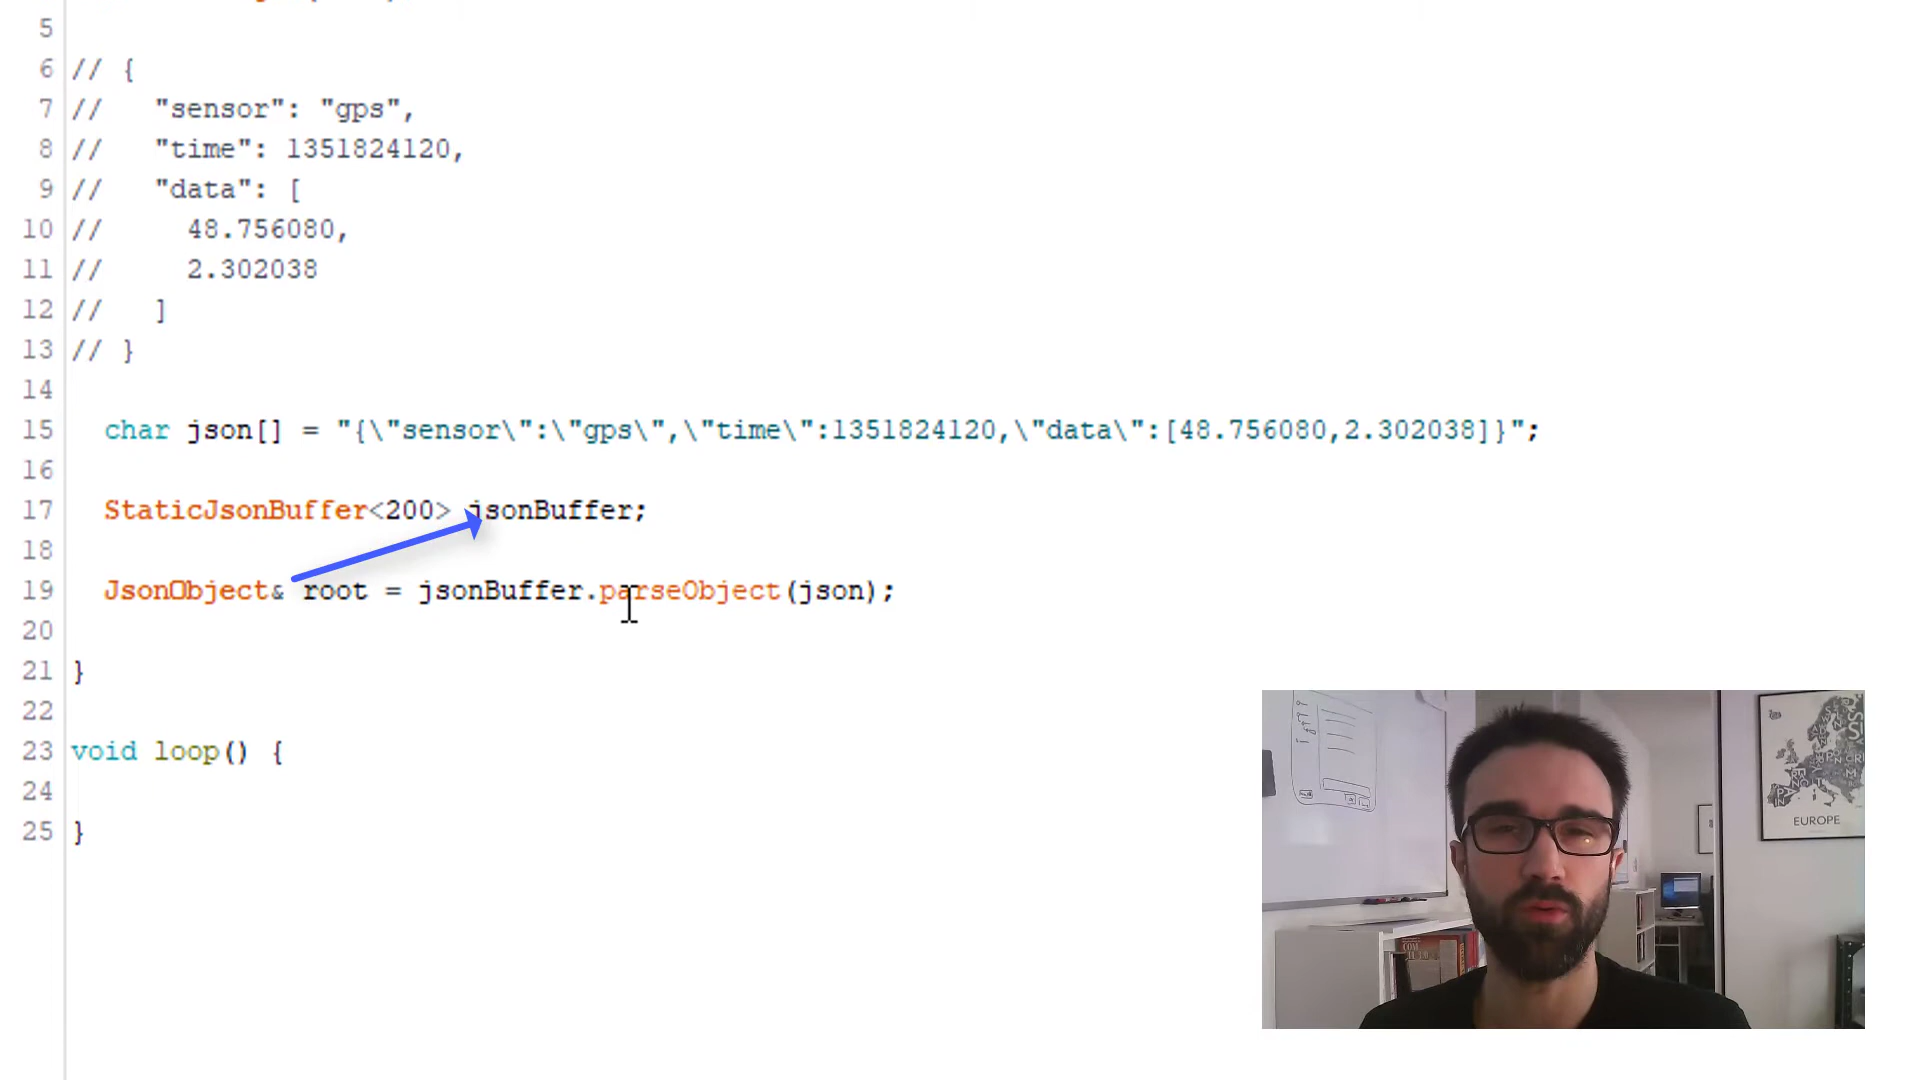 5
6 // {
7 //   "sensor": "gps",
8 //   "time": 1351824120,
9 //   "data": [
10 //     48.756080,
11 //     2.302038
12 //   ]
13 // }
14
15   char json[] = "{\"sensor\":\"gps\",\"time\":1351824120,\"data\":[48.756080,2.302038]}";
16
17   StaticJsonBuffer<200> jsonBuffer;
18
19   JsonObject& root = jsonBuffer.parseObject(json);
20
21 }
22
23 void loop() {
24
25 }
EUROPE